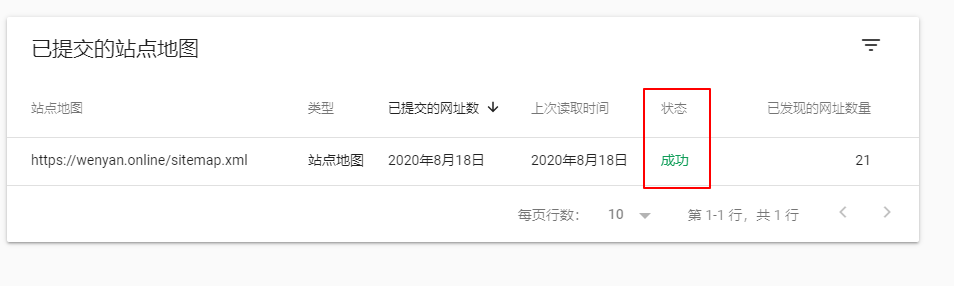 已提交的站点地图
站点地图 类型 已提交的网址数 ↓ 上次读取时间 状态 已发现的网址数量
https://wenyan.online/sitemap.xml 站点地图 2020年8月18日 2020年8月18日 成功 21
每页行数： 10 第 1-1 行，共 1 行